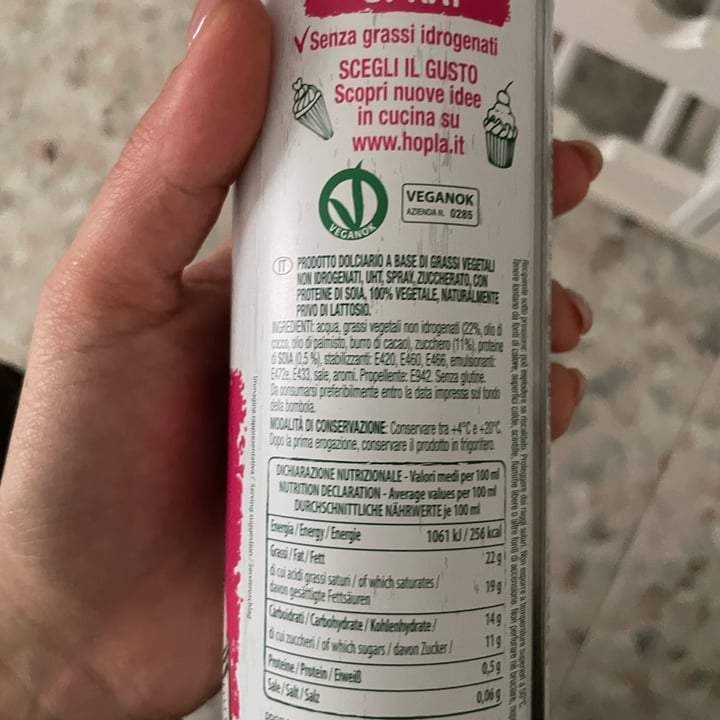 SPRAY
Senza grassi idrogenati
SCEGLI IL GUSTO
Scopri nuove idee
in cucina su
www.hopla.it
VEGANOK
VEGANOK
AZIENDA N. 0285
IT
PRODOTTO DOLCIARIO A BASE DI GRASSI VEGETALI
NON IDROGENATI, UHT, SPRAY, ZUCCHERATO, CON
PROTEINE DI SOIA, 100% VEGETALE, NATURALMENTE
PRIVO DI LATTOSIO.
INGREDIENTI: acqua, grassi vegetali non idrogenati (22%, olio di
cocco, olio di palmisto, burro di cacao), zucchero (11%), proteine
di SOIA (0,5 %), stabilizzanti: E420, E460, E466, emulsionanti:
E472e, E433, sale, aromi. Propellente: E942. Senza glutine.
Da consumarsi preferibilmente entro la data impressa sul fondo
della bombola.
MODALITÀ DI CONSERVAZIONE: Conservare fra +4°C e +20°C.
Dopo la prima erogazione, conservare il prodotto in frigorifero.
DICHIARAZIONE NUTRIZIONALE - Valori medi per 100 ml
NUTRITION DECLARATION - Average values per 100 ml
DURCHSCHNITTLICHE NÄHRWERTE je 100 ml
Energia / Energy / Energie 1061 kJ / 256 kcal
Grassi / Fat / Fett 22 g
di cui acidi grassi saturi / of which saturates /
davon gesättigte Fettsäuren 19 g
Carboidrati / Carbohydrate / Kohlenhydrate / 14 g
di cui zuccheri / of which sugars / davon Zucker / 11 g
Proteine / Protein / Eiweiß 0,5 g
Sale / Salt / Salz 0,06 g
Immagine rappresentativa / Serving suggestion /